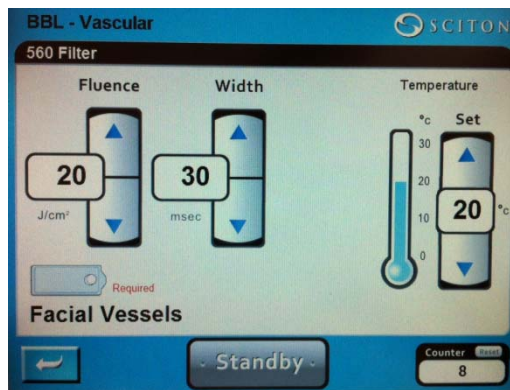 BBL - Vascular
SCITON
560 Filter
Fluence
Width
Temperature
20
J/cm²
30
msec
°c
Set
30
20
10
0
20
°c
Required
Facial Vessels
Standby
Counter
Reset
8